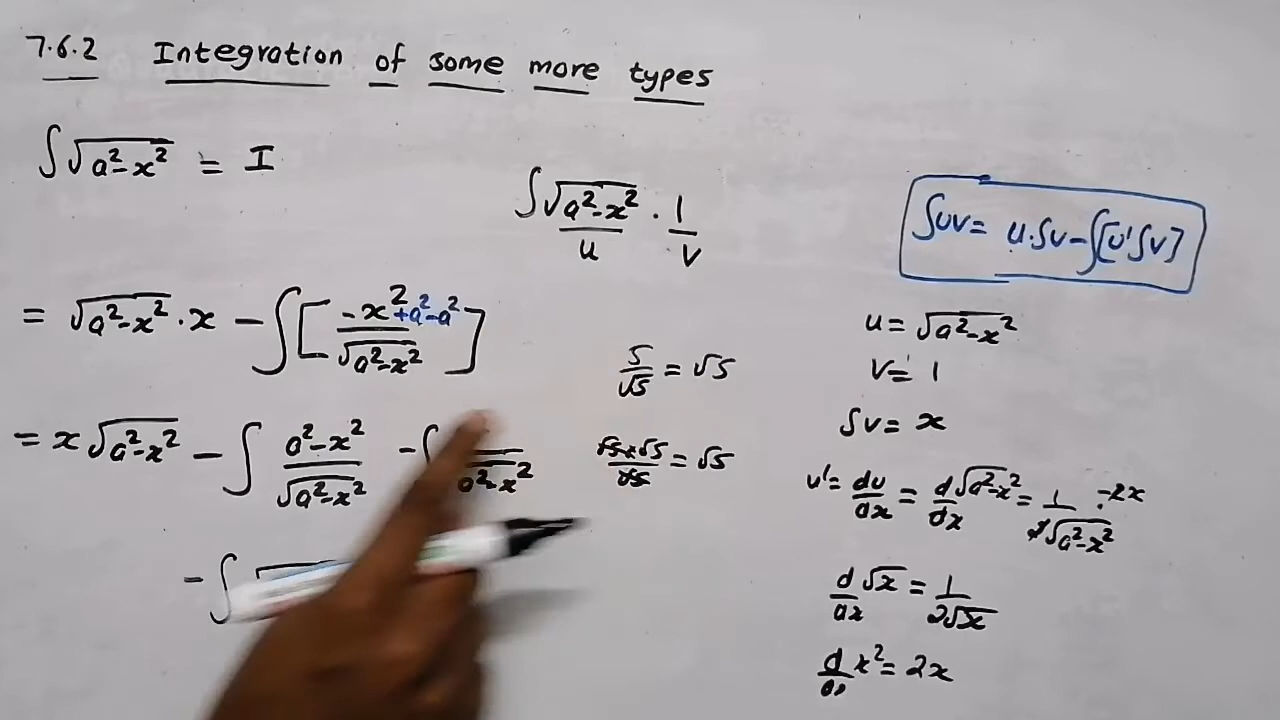 7.6.2 Integration of some more types
∫√(a²-x²) = I
∫√(a²-x²) · 1
u v
∫uv = u·∫v - ∫[u'∫v]
= √(a²-x²) · x - ∫[(-x²+a²-a²)/√(a²-x²)]
5/√5 = √5
u = √(a²-x²)
v = 1
∫v = x
= x√(a²-x²) - ∫(a²-x²)/√(a²-x²) - ∫ a²-x²
√5×√5/√5 = √5
u' = du/dx = d/dx √(a²-x²) = 1/2√(a²-x²) · -2x
- ∫√
d/dx √x = 1/2√x
d/dx x² = 2x